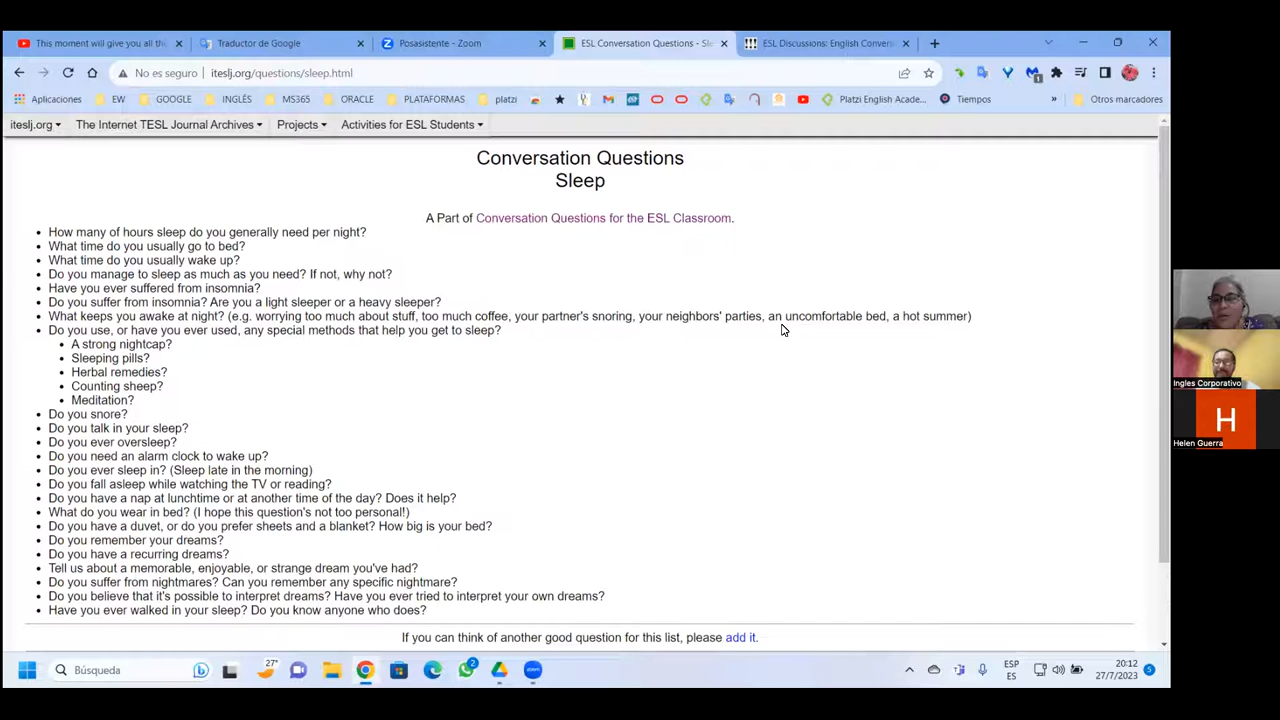 This moment will give you all the
Traductor de Google
Posasistente - Zoom
ESL Conversation Questions - Sle
ESL Discussions: English Convers
No es seguro
iteslj.org/questions/sleep.html
Aplicaciones
EW
GOOGLE
INGLÉS
MS365
ORACLE
PLATAFORMAS
platzi
Platzi English Acade...
Tiempos
»
Otros marcadores
iteslj.org
The Internet TESL Journal Archives
Projects
Activities for ESL Students
Conversation Questions
Sleep
A Part of Conversation Questions for the ESL Classroom.
How many of hours sleep do you generally need per night?
What time do you usually go to bed?
What time do you usually wake up?
Do you manage to sleep as much as you need? If not, why not?
Have you ever suffered from insomnia?
Do you suffer from insomnia? Are you a light sleeper or a heavy sleeper?
What keeps you awake at night? (e.g. worrying too much about stuff, too much coffee, your partner's snoring, your neighbors' parties, an uncomfortable bed, a hot summer)
Do you use, or have you ever used, any special methods that help you get to sleep?
A strong nightcap?
Sleeping pills?
Herbal remedies?
Counting sheep?
Meditation?
Do you snore?
Do you talk in your sleep?
Do you ever oversleep?
Do you need an alarm clock to wake up?
Do you ever sleep in? (Sleep late in the morning)
Do you fall asleep while watching the TV or reading?
Do you have a nap at lunchtime or at another time of the day? Does it help?
What do you wear in bed? (I hope this question's not too personal!)
Do you have a duvet, or do you prefer sheets and a blanket? How big is your bed?
Do you remember your dreams?
Do you have a recurring dreams?
Tell us about a memorable, enjoyable, or strange dream you've had?
Do you suffer from nightmares? Can you remember any specific nightmare?
Do you believe that it's possible to interpret dreams? Have you ever tried to interpret your own dreams?
Have you ever walked in your sleep? Do you know anyone who does?
If you can think of another good question for this list, please add it.
Ingles Corporativo
H
Helen Guerra
Búsqueda
27°
2
zoom
ESP
ES
20:12
27/7/2023
5